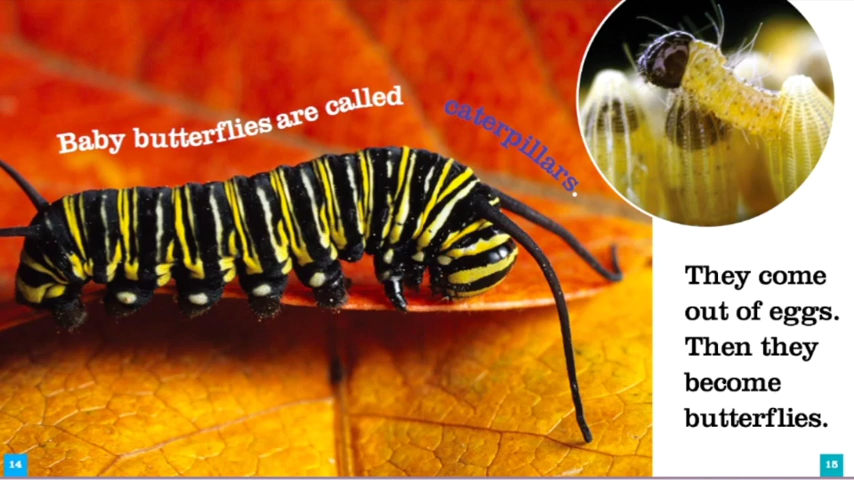 Baby butterflies are called
caterpillars.
They come
out of eggs.
Then they
become
butterflies.
14
15